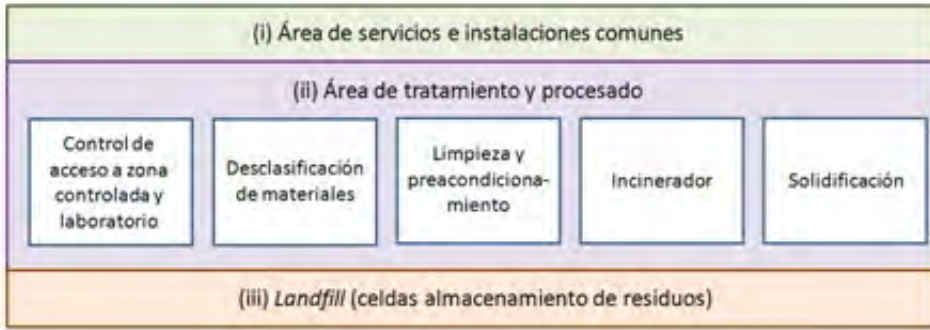 (i) Área de servicios e instalaciones comunes
(ii) Área de tratamiento y procesado
Control de
acceso a zona
controlada y
laboratorio
Desclasificación
de materiales
Limpieza y
preacondiciona-
miento
Incinerador
Solidificación
(iii) Landfill (celdas almacenamiento de residuos)